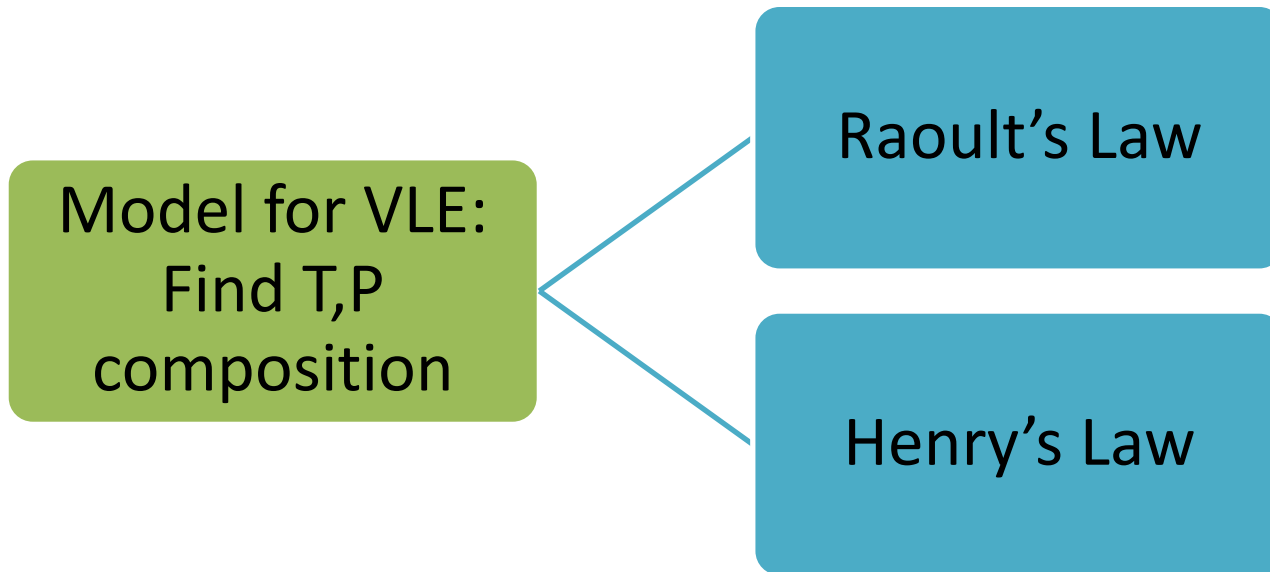 Model for VLE:
Find T,P
composition
Raoult’s Law
Henry’s Law